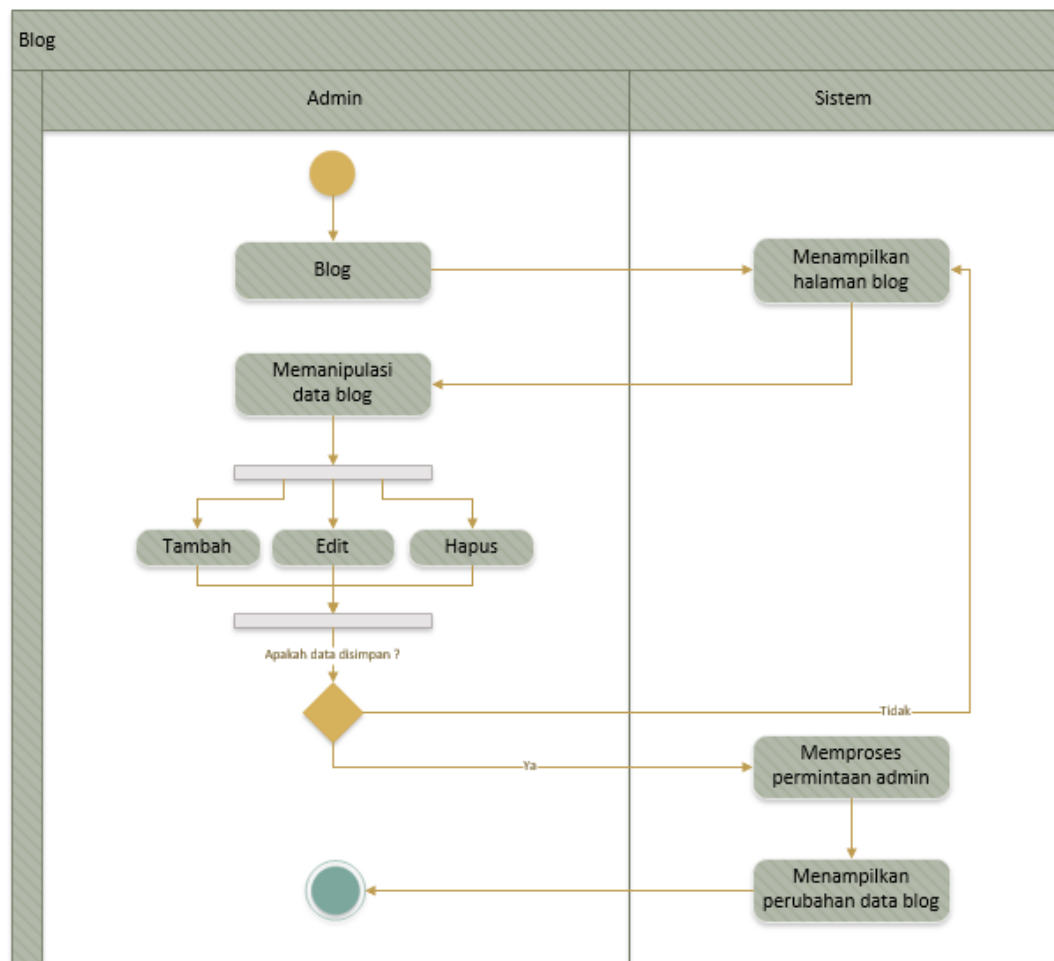 Blog
Admin
Sistem
Blog
Menampilkan
halaman blog
Memanipulasi
data blog
Tambah
Edit
Hapus
Apakah data disimpan ?
Tidak
Ya
Memproses
permintaan admin
Menampilkan
perubahan data blog